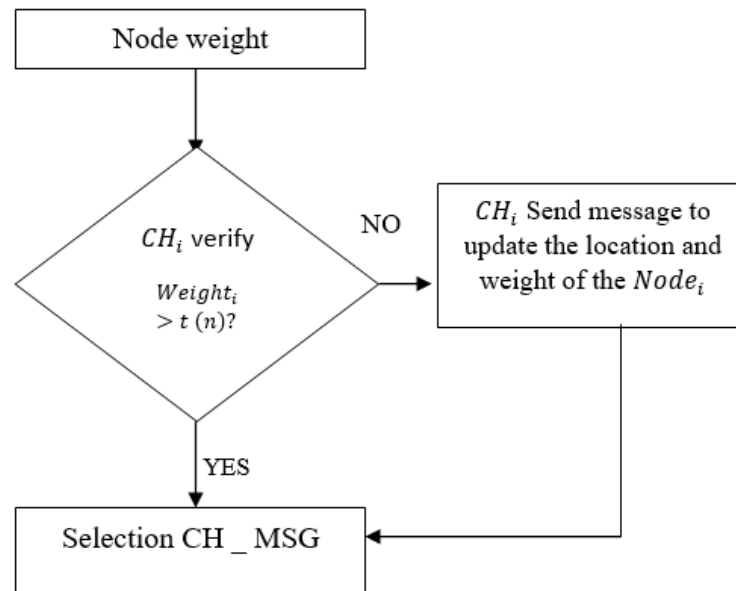 Node weight
CHᵢ verify
Weightᵢ
> t (n)?
NO
CHᵢ Send message to
update the location and
weight of the Nodeᵢ
YES
Selection CH _ MSG